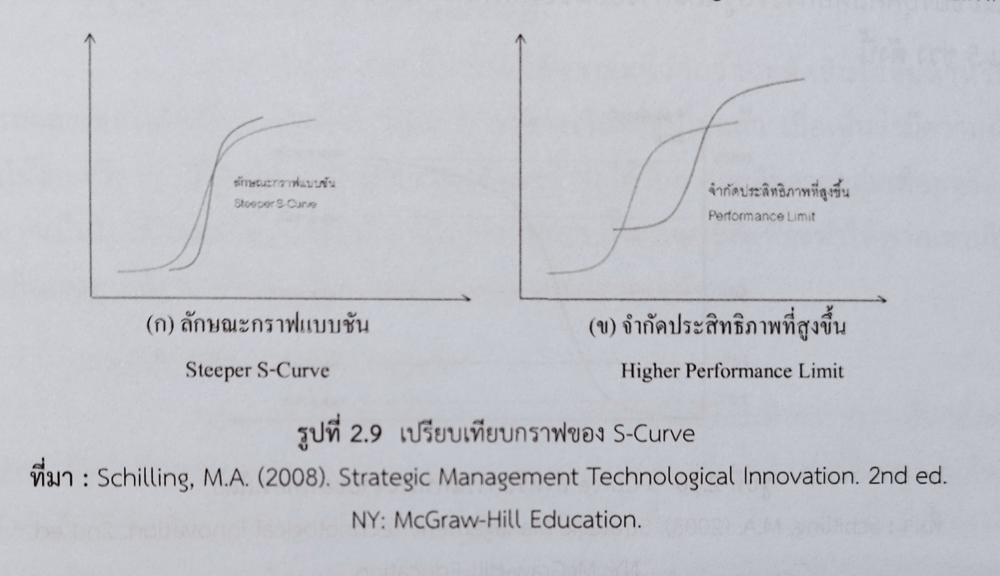 ลักษณะกราฟแบบชัน
Steeper S-Curve
จำกัดประสิทธิภาพที่สูงขึ้น
Performance Limit
(ก) ลักษณะกราฟแบบชัน
Steeper S-Curve
(ข) จำกัดประสิทธิภาพที่สูงขึ้น
Higher Performance Limit
รูปที่ 2.9 เปรียบเทียบกราฟของ S-Curve
ที่มา : Schilling, M.A. (2008). Strategic Management Technological Innovation. 2nd ed.
NY: McGraw-Hill Education.